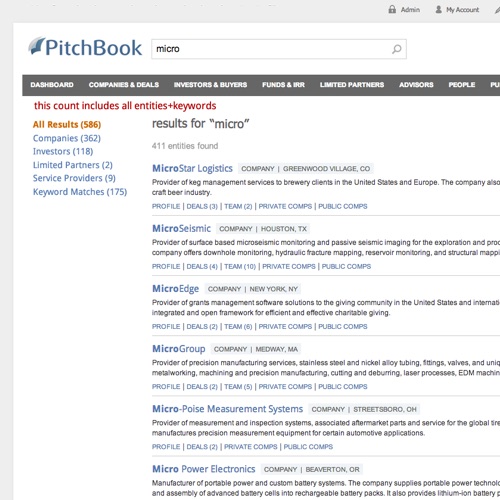 Admin My Account
PitchBook micro
DASHBOARD COMPANIES & DEALS INVESTORS & BUYERS FUNDS & IRR LIMITED PARTNERS ADVISORS PEOPLE PU
this count includes all entities+keywords
All Results (586)
Companies (362)
Investors (118)
Limited Partners (2)
Service Providers (9)
Keyword Matches (175)
results for "micro"
411 entities found
MicroStar Logistics COMPANY | GREENWOOD VILLAGE, CO
Provider of keg management services to brewery clients in the United States and Europe. The company also
craft beer industry.
PROFILE | DEALS (3) | TEAM (2) | PRIVATE COMPS | PUBLIC COMPS
MicroSeismic COMPANY | HOUSTON, TX
Provider of surface based microseismic monitoring and passive seismic imaging for the exploration and proc
company offers downhole monitoring, hydraulic fracture mapping, reservoir monitoring, and structural mappi
PROFILE | DEALS (4) | TEAM (10) | PRIVATE COMPS | PUBLIC COMPS
MicroEdge COMPANY | NEW YORK, NY
Provider of grants management software solutions to the giving community in the United States and internatio
integrated and open framework for efficient and effective charitable giving.
PROFILE | DEALS (2) | TEAM (6) | PRIVATE COMPS | PUBLIC COMPS
MicroGroup COMPANY | MEDWAY, MA
Provider of precision manufacturing services, stainless steel and nickel alloy tubing, fittings, valves, and uniq
metalworking, machining and precision manufacturing, cutting and deburring, laser processes, EDM machin
PROFILE | DEALS (2) | TEAM (5) | PRIVATE COMPS | PUBLIC COMPS
Micro-Poise Measurement Systems COMPANY | STREETSBORO, OH
Provider of measurement and inspection systems, associated aftermarket parts and service for the global tire
manufactures precision measurement equipment for certain automotive applications.
PROFILE | DEALS (2) | PRIVATE COMPS | PUBLIC COMPS
Micro Power Electronics COMPANY | BEAVERTON, OR
Manufacturer of portable power and custom battery systems. The company supplies portable power technol
and assembly of advanced battery cells into rechargeable battery packs. It also provides lithium-ion battery p